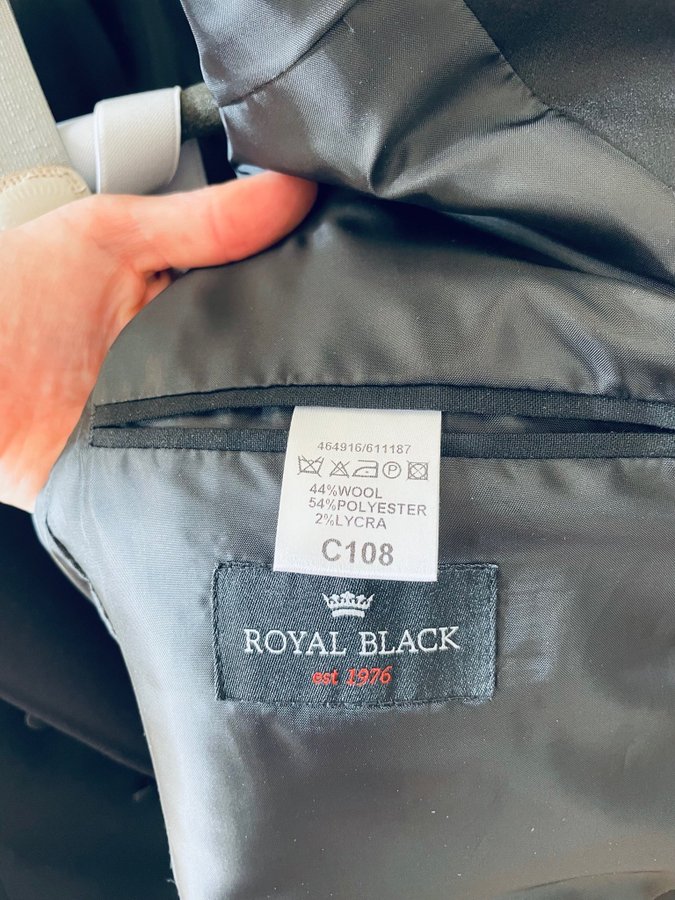 464916/611187
44%WOOL
54%POLYESTER
2%LYCRA
C108
ROYAL BLACK
est 1976